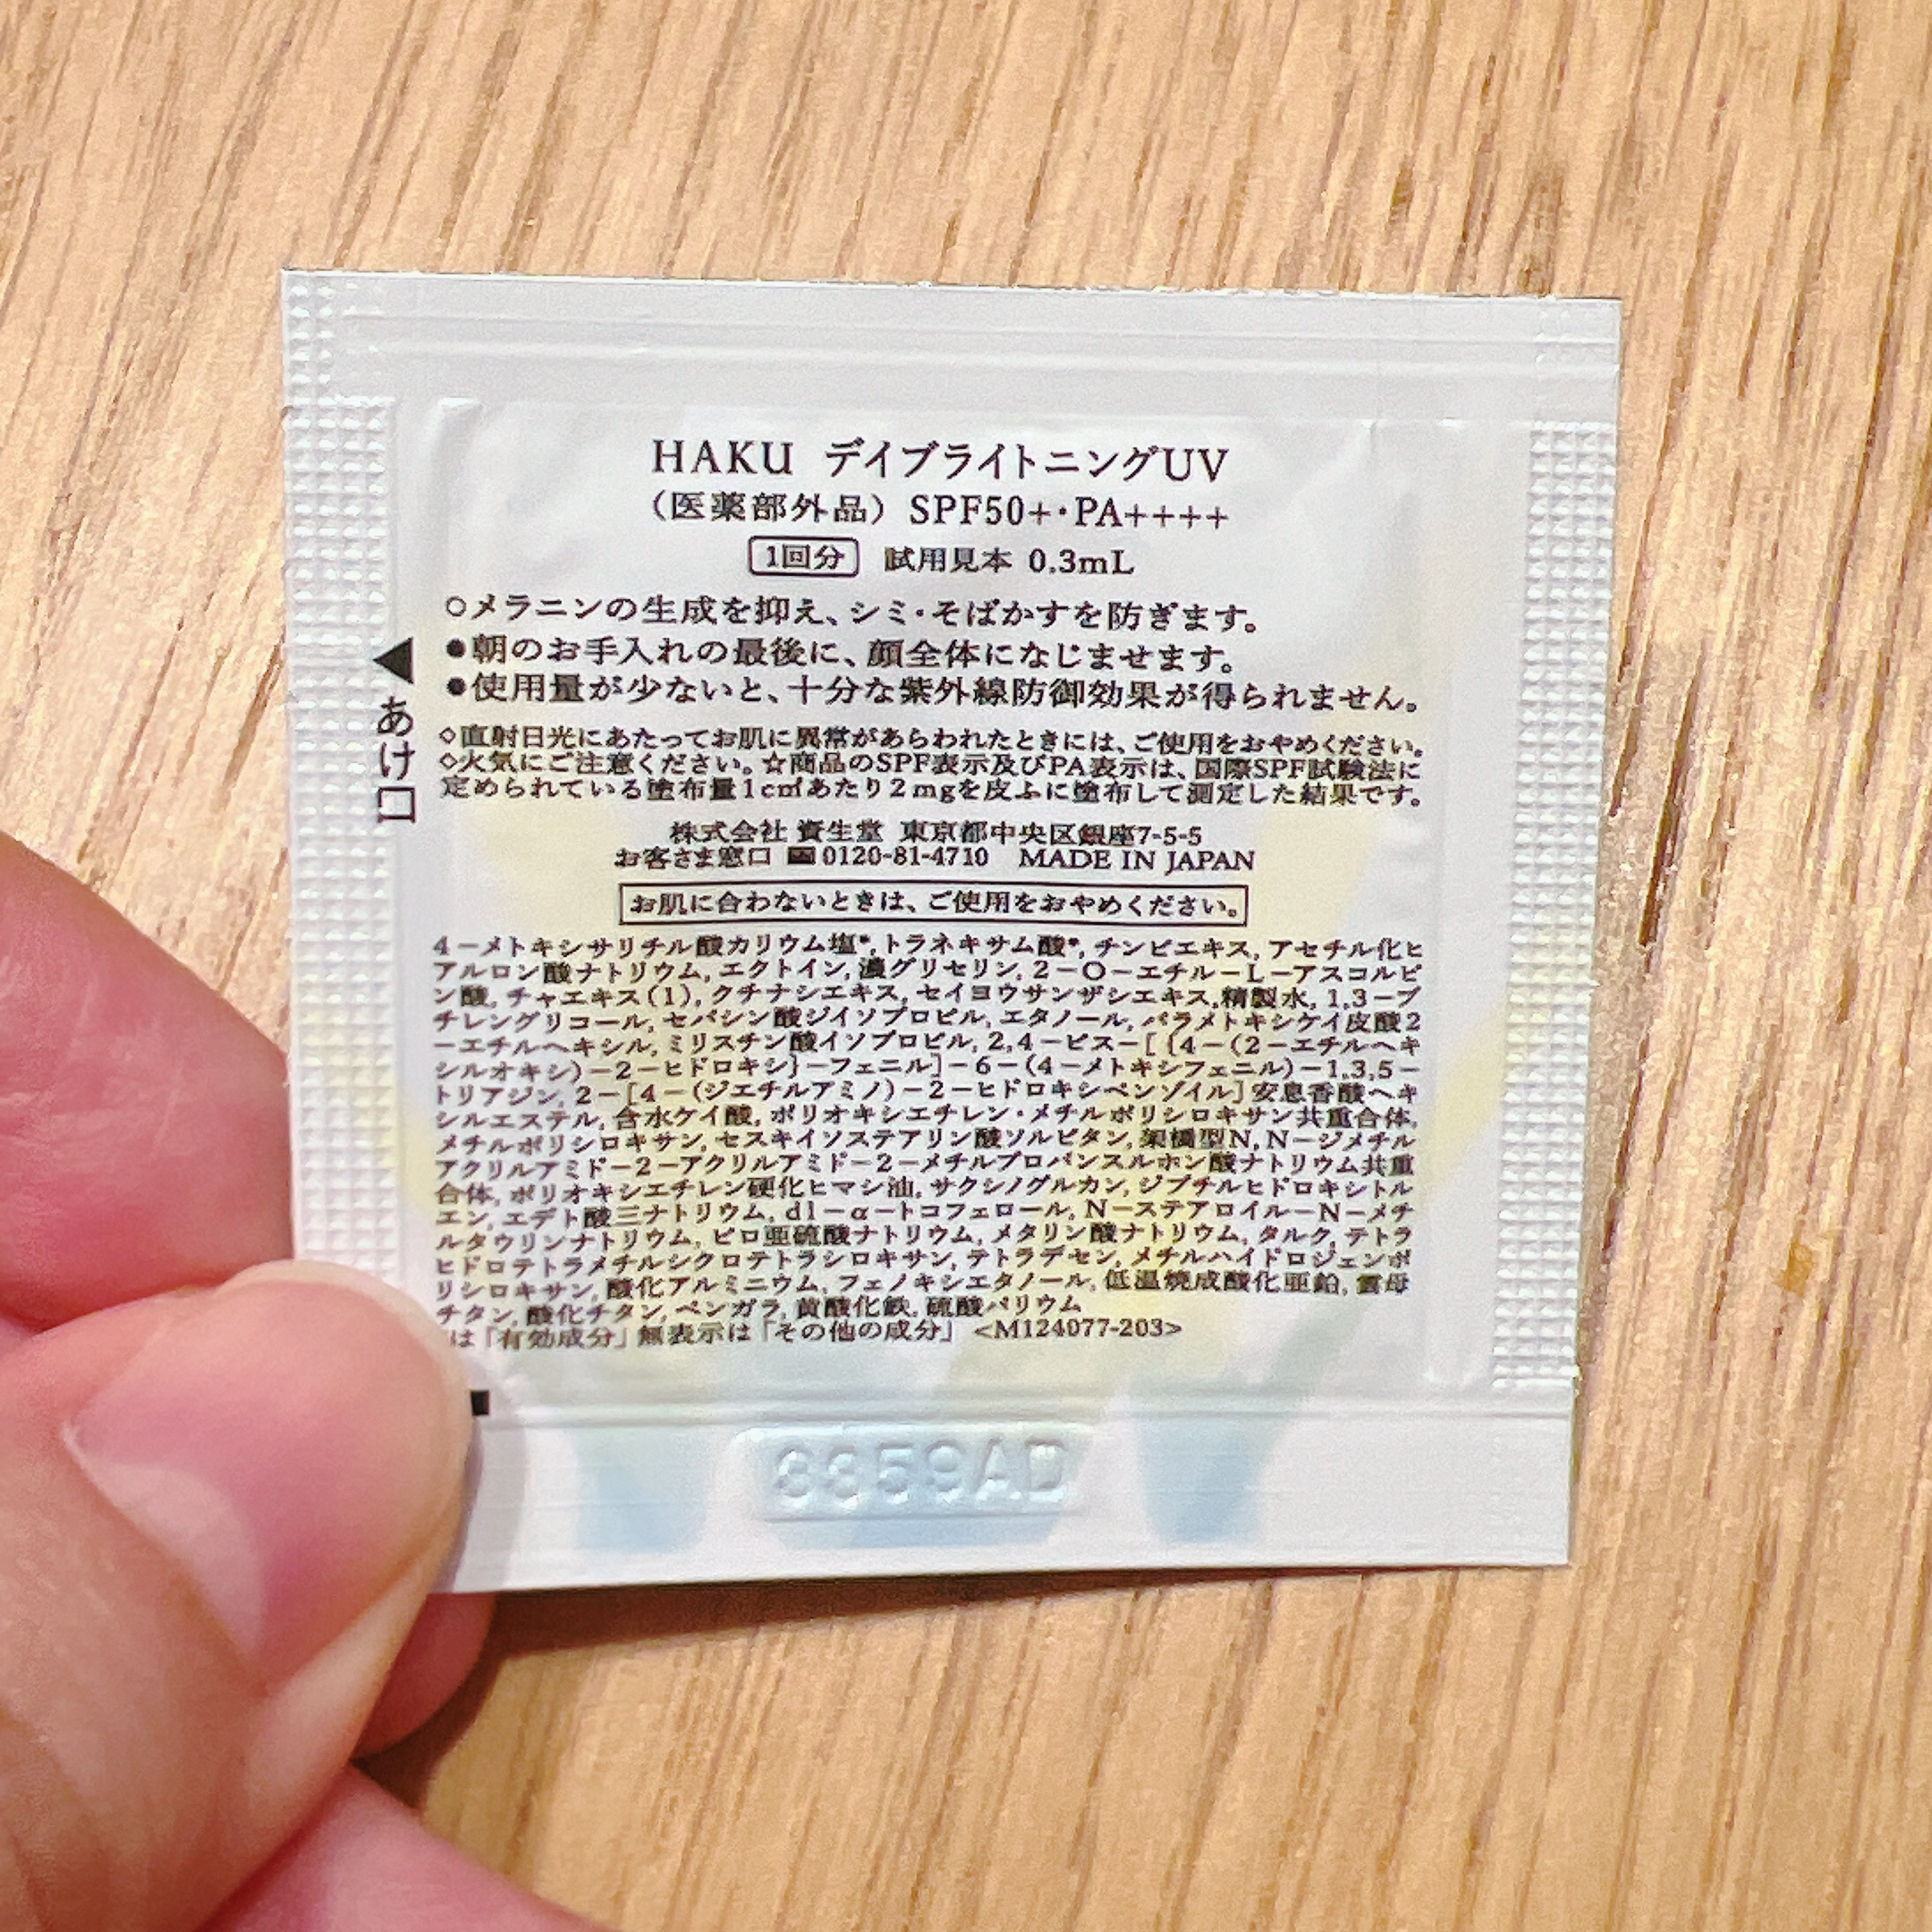 HAKU デイブライトニングUV
(医薬部外品) SPF50+・PA++++
1回分 試用見本 0.3mL
○メラニンの生成を抑え、シミ・そばかすを防ぎます。
●朝のお手入れの最後に、顔全体になじませます。
●使用量が少ないと、十分な紫外線防御効果が得られません。
◇直射日光にあたってお肌に異常があらわれたときには、ご使用をおやめください。
◇火気にご注意ください。☆商品のSPF表示及びPA表示は、国際SPF試験法に
定められている塗布量1c㎡あたり2mgを皮ふに塗布して測定した結果です。
株式会社 資生堂 東京都中央区銀座7-5-5
お客さま窓口 0120-81-4710 MADE IN JAPAN
お肌に合わないときは、ご使用をおやめください。
4−メトキシサリチル酸カリウム塩*, トラネキサム酸*, チンピエキス, アセチル化ヒ
アルロン酸ナトリウム, エクトイン, 濃グリセリン, 2−O−エチル−L−アスコルビ
ン酸, チャエキス(1), クチナシエキス, セイヨウサンザシエキス, 精製水, 1,3−ブ
チレングリコール, セバシン酸ジイソプロピル, エタノール, パラメトキシケイ皮酸2
−エチルヘキシル, ミリスチン酸イソプロピル, 2,4−ビス−[{4−(2−エチルヘキ
シルオキシ)−2−ヒドロキシ}−フェニル]−6−(4−メトキシフェニル)−1,3,5−
トリアジン, 2−[4−(ジエチルアミノ)−2−ヒドロキシベンゾイル]安息香酸ヘキ
シルエステル, 含水ケイ酸, ポリオキシエチレン・メチルポリシロキサン共重合体,
メチルポリシロキサン, セスキイソステアリン酸ソルビタン, 架橋型N,N−ジメチル
アクリルアミド−2−アクリルアミド−2−メチルプロパンスルホン酸ナトリウム共重
合体, ポリオキシエチレン硬化ヒマシ油, サクシノグルカン, ジブチルヒドロキシトル
エン, エデト酸三ナトリウム, dl−α−トコフェロール, N−ステアロイル−N−メチ
ルタウリンナトリウム, ピロ亜硫酸ナトリウム, メタリン酸ナトリウム, タルク, テトラ
ヒドロテトラメチルシクロテトラシロキサン, テトラデセン, メチルハイドロジェンポ
リシロキサン, 酸化アルミニウム, フェノキシエタノール, 低温焼成酸化亜鉛, 雲母
チタン, 酸化チタン, ベンガラ, 黄酸化鉄, 硫酸バリウム
は「有効成分」無表示は「その他の成分」 <M124077-203>
あけ口
3359AD